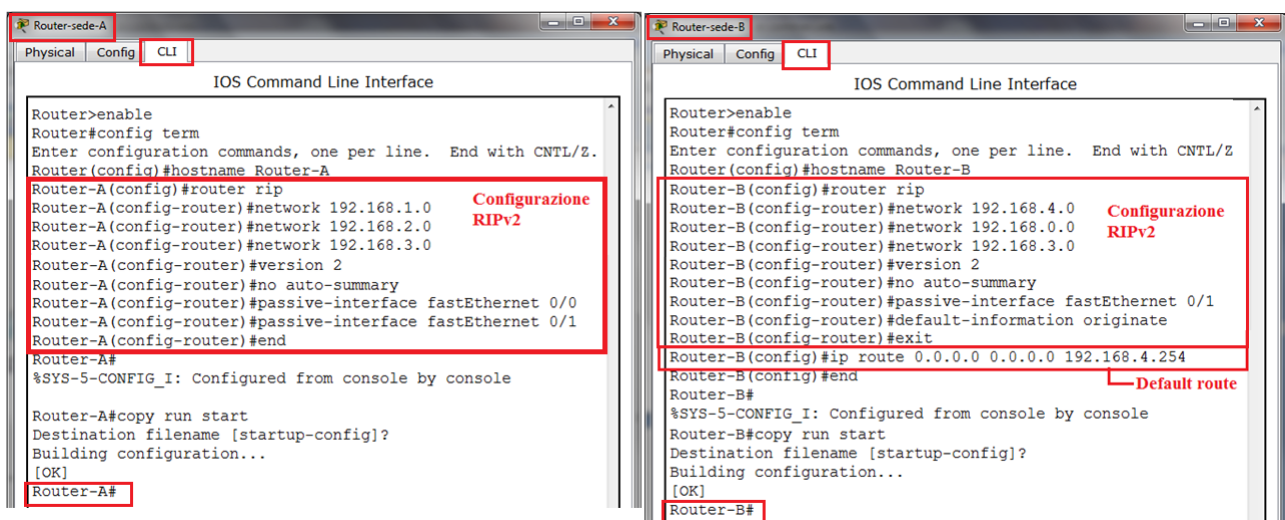 Router-sede-A
Physical Config CLI
IOS Command Line Interface
Router>enable
Router#config term
Enter configuration commands, one per line.  End with CNTL/Z.
Router(config)#hostname Router-A
Router-A(config)#router rip
Router-A(config-router)#network 192.168.1.0
Router-A(config-router)#network 192.168.2.0
Router-A(config-router)#network 192.168.3.0
Router-A(config-router)#version 2
Router-A(config-router)#no auto-summary
Router-A(config-router)#passive-interface fastEthernet 0/0
Router-A(config-router)#passive-interface fastEthernet 0/1
Router-A(config-router)#end
Configurazione
RIPv2
Router-A#
%SYS-5-CONFIG_I: Configured from console by console
Router-A#copy run start
Destination filename [startup-config]?
Building configuration...
[OK]
Router-A#
Router-sede-B
Physical Config CLI
IOS Command Line Interface
Router>enable
Router#config term
Enter configuration commands, one per line.  End with CNTL/Z
Router(config)#hostname Router-B
Router-B(config)#router rip
Router-B(config-router)#network 192.168.4.0
Router-B(config-router)#network 192.168.0.0
Router-B(config-router)#network 192.168.3.0
Router-B(config-router)#version 2
Router-B(config-router)#no auto-summary
Router-B(config-router)#passive-interface fastEthernet 0/1
Router-B(config-router)#default-information originate
Router-B(config-router)#exit
Configurazione
RIPv2
Router-B(config)#ip route 0.0.0.0 0.0.0.0 192.168.4.254
Router-B(config)#end
Default route
Router-B#
%SYS-5-CONFIG_I: Configured from console by console
Router-B#copy run start
Destination filename [startup-config]?
Building configuration...
[OK]
Router-B#